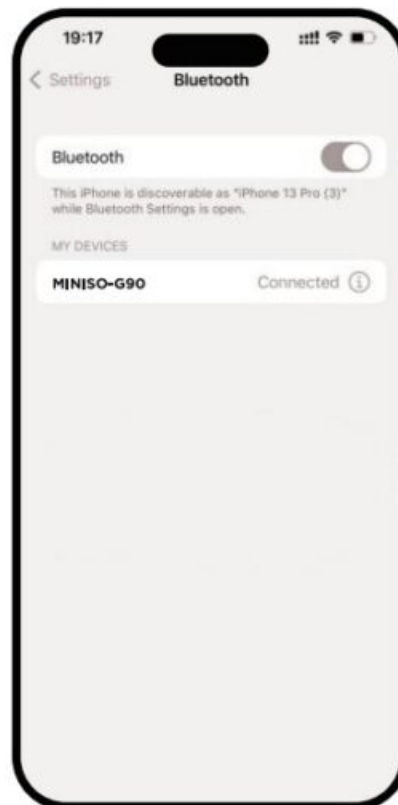 19:17
Settings
Bluetooth
Bluetooth
This iPhone is discoverable as "iPhone 13 Pro (3)"
while Bluetooth Settings is open.
MY DEVICES
MINISO-G90
Connected